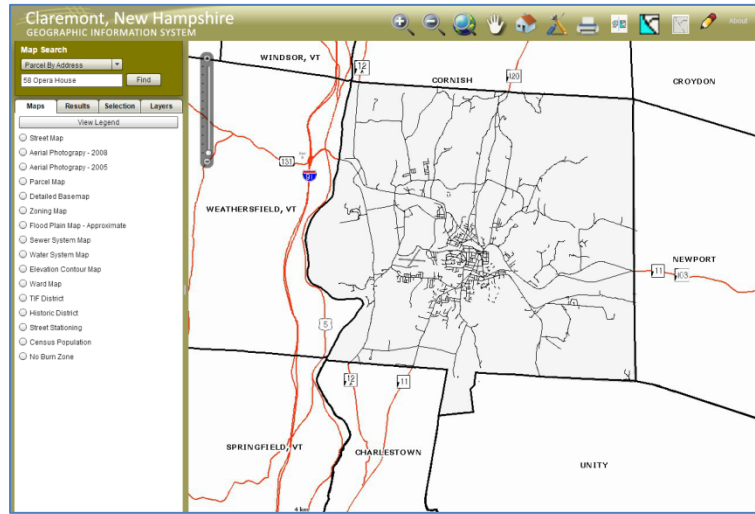 Claremont, New Hampshire
GEOGRAPHIC INFORMATION SYSTEM
About
Map Search
Parcel By Address
58 Opera House
Find
Maps
Results
Selection
Layers
View Legend
Street Map
Aerial Photograpy - 2008
Aerial Photograpy - 2005
Parcel Map
Detailed Basemap
Zoning Map
Flood Plain Map - Approximate
Sewer System Map
Water System Map
Elevation Contour Map
Ward Map
TIF District
Historic District
Street Stationing
Census Population
No Burn Zone
WINDSOR, VT
12
CORNISH
120
CROYDON
131
91
WEATHERSFIELD, VT
NEWPORT
11
103
5
12
11
SPRINGFIELD, VT
CHARLESTOWN
UNITY
4 km